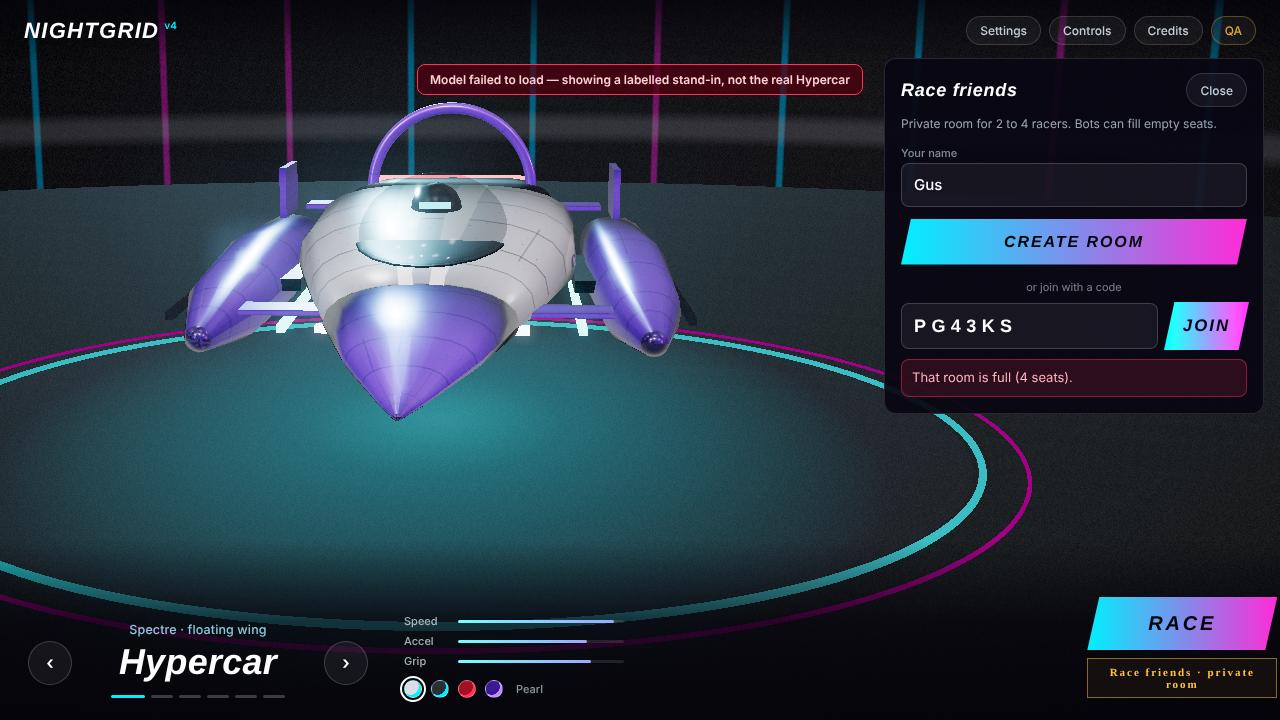 NIGHTGRID v4
Settings
Controls
Credits
QA
Model failed to load — showing a labelled stand-in, not the real Hypercar
Race friends
Close
Private room for 2 to 4 racers. Bots can fill empty seats.
Your name
Gus
CREATE ROOM
or join with a code
PG43KS
JOIN
That room is full (4 seats).
Spectre · floating wing
‹
Hypercar
›
Speed
Accel
Grip
Pearl
RACE
Race friends · private
room